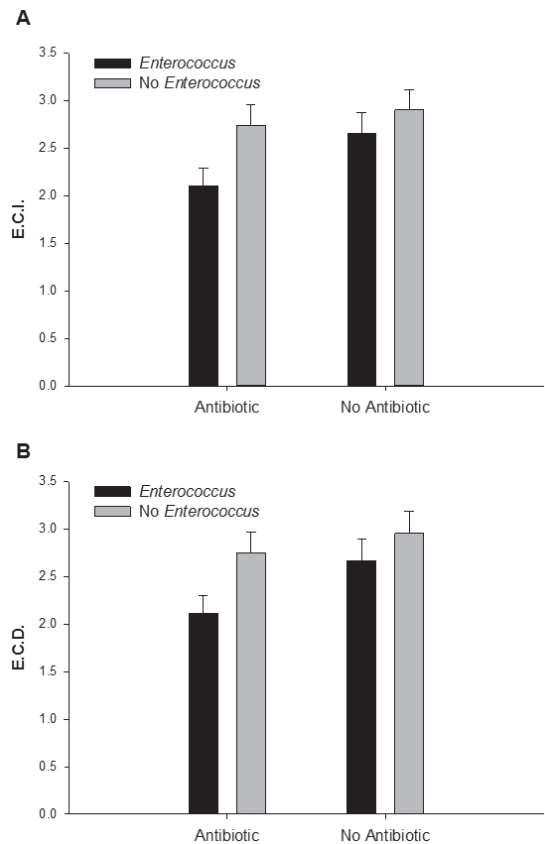 A
3.5
Enterococcus
3.0
No Enterococcus
2.5
2.0
E.C.I.
1.5
1.0
0.5
0.0
Antibiotic No Antibiotic
B
3.5
Enterococcus
3.0
No Enterococcus
2.5
2.0
E.C.D.
1.5
1.0
0.5
0.0
Antibiotic No Antibiotic